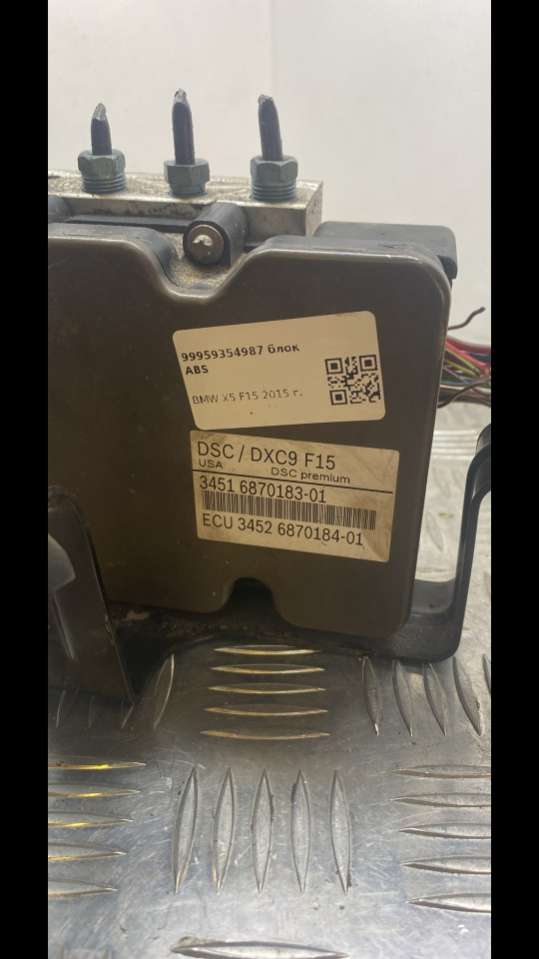 99959354987 блок
ABS
BMW X5 F15 2015 г.
DSC / DXC9 F15
USA DSC premium
3451 6870183-01
ECU 3452 6870184-01